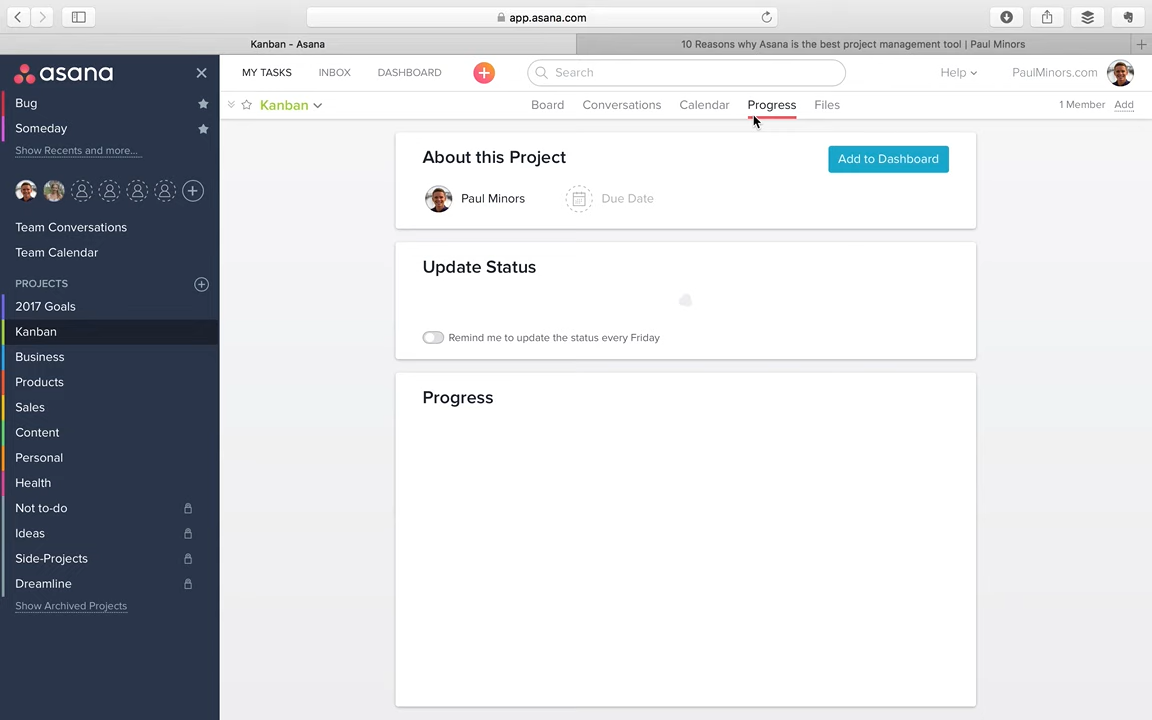 app.asana.com
Kanban - Asana
10 Reasons why Asana is the best project management tool | Paul Minors
asana
MY TASKS
INBOX
DASHBOARD
Search
Help
PaulMinors.com
Bug
Someday
Show Recents and more...
Kanban
Board
Conversations
Calendar
Progress
Files
1 Member
Add
Team Conversations
Team Calendar
PROJECTS
2017 Goals
Kanban
Business
Products
Sales
Content
Personal
Health
Not to-do
Ideas
Side-Projects
Dreamline
Show Archived Projects
About this Project
Add to Dashboard
Paul Minors
Due Date
Update Status
Remind me to update the status every Friday
Progress